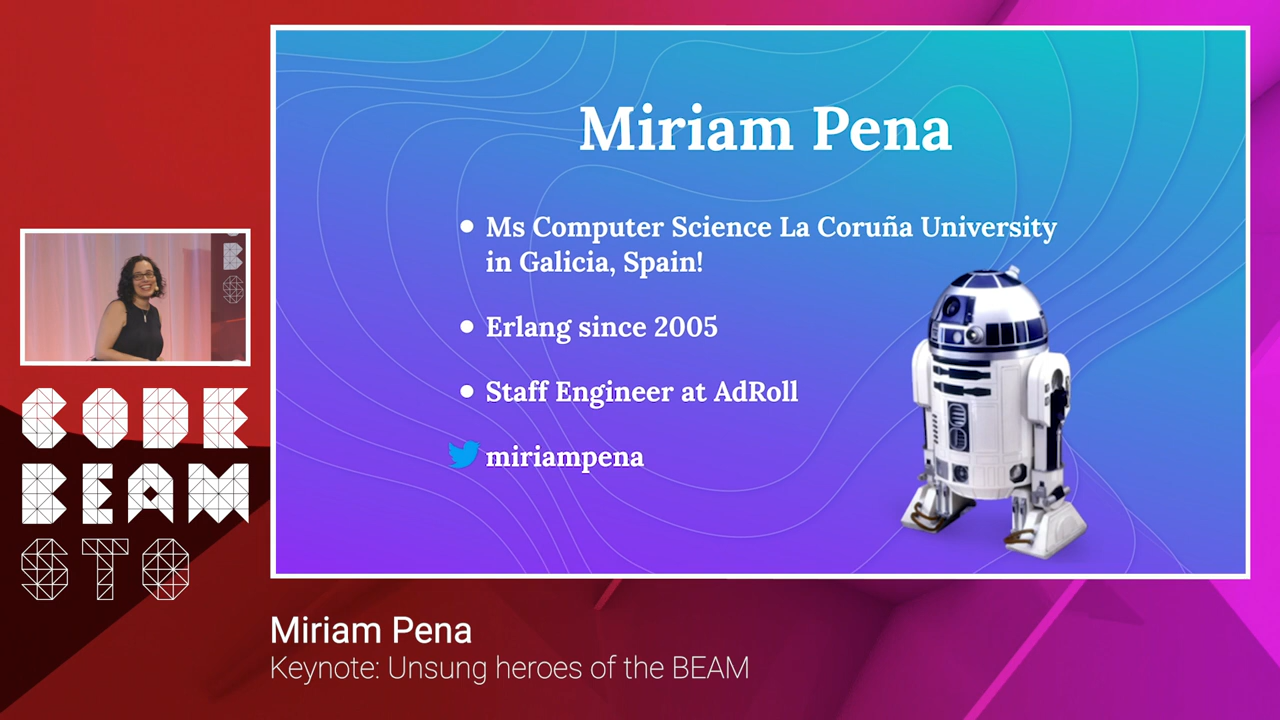 Miriam Pena
Ms Computer Science La Coruña University
in Galicia, Spain!
Erlang since 2005
Staff Engineer at AdRoll
miriampena
CODE
BEAM
STO
Miriam Pena
Keynote: Unsung heroes of the BEAM